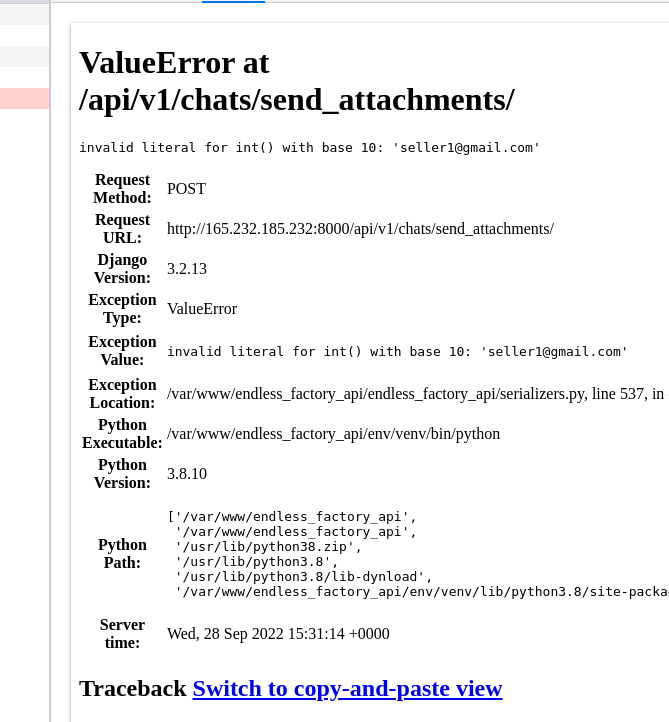 ValueError at
/api/v1/chats/send_attachments/
invalid literal for int() with base 10: 'seller1@gmail.com'
Request
Method:
POST
Request
URL:
http://165.232.185.232:8000/api/v1/chats/send_attachments/
Django
Version:
3.2.13
Exception
Type:
ValueError
Exception
Value:
invalid literal for int() with base 10: 'seller1@gmail.com'
Exception
Location:
/var/www/endless_factory_api/endless_factory_api/serializers.py, line 537, in
Python
Executable:
/var/www/endless_factory_api/env/venv/bin/python
Python
Version:
3.8.10
Python
Path:
['/var/www/endless_factory_api',
'/var/www/endless_factory_api',
'/usr/lib/python38.zip',
'/usr/lib/python3.8',
'/usr/lib/python3.8/lib-dynload',
'/var/www/endless_factory_api/env/venv/lib/python3.8/site-packa
Server
time:
Wed, 28 Sep 2022 15:31:14 +0000
Traceback Switch to copy-and-paste view